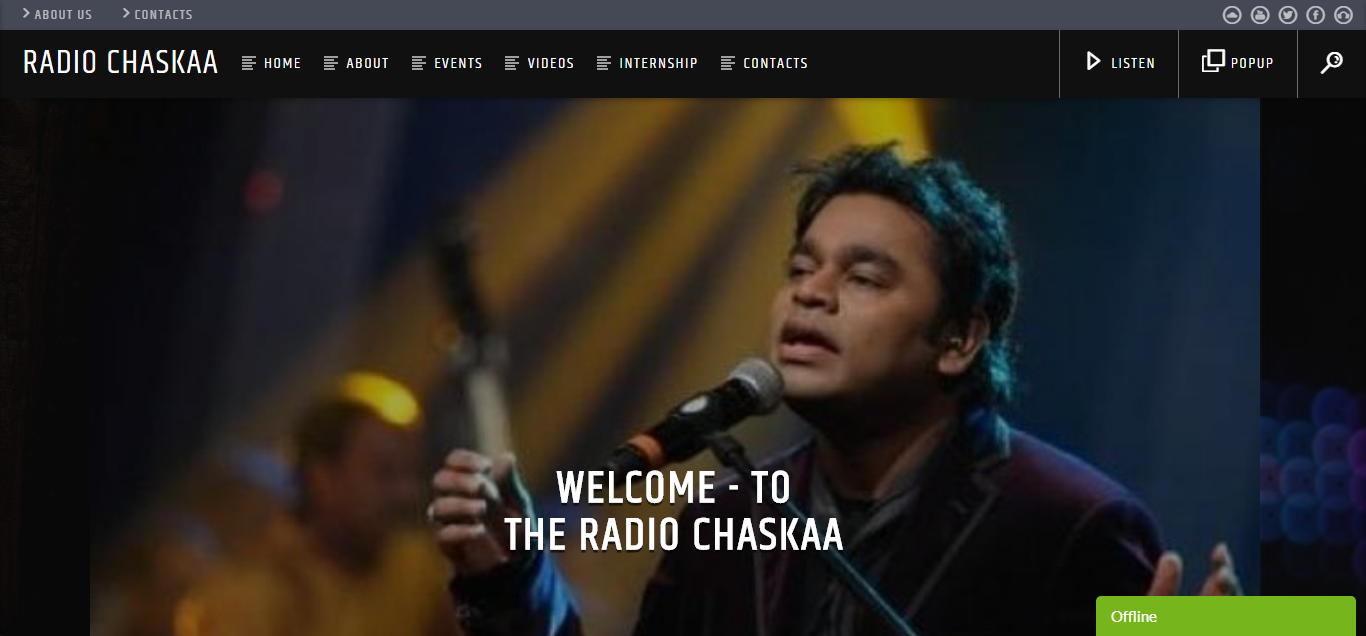 ABOUT US
CONTACTS
RADIO CHASKAA
HOME
ABOUT
EVENTS
VIDEOS
INTERNSHIP
CONTACTS
LISTEN
POPUP
WELCOME - TO
THE RADIO CHASKAA
Offline